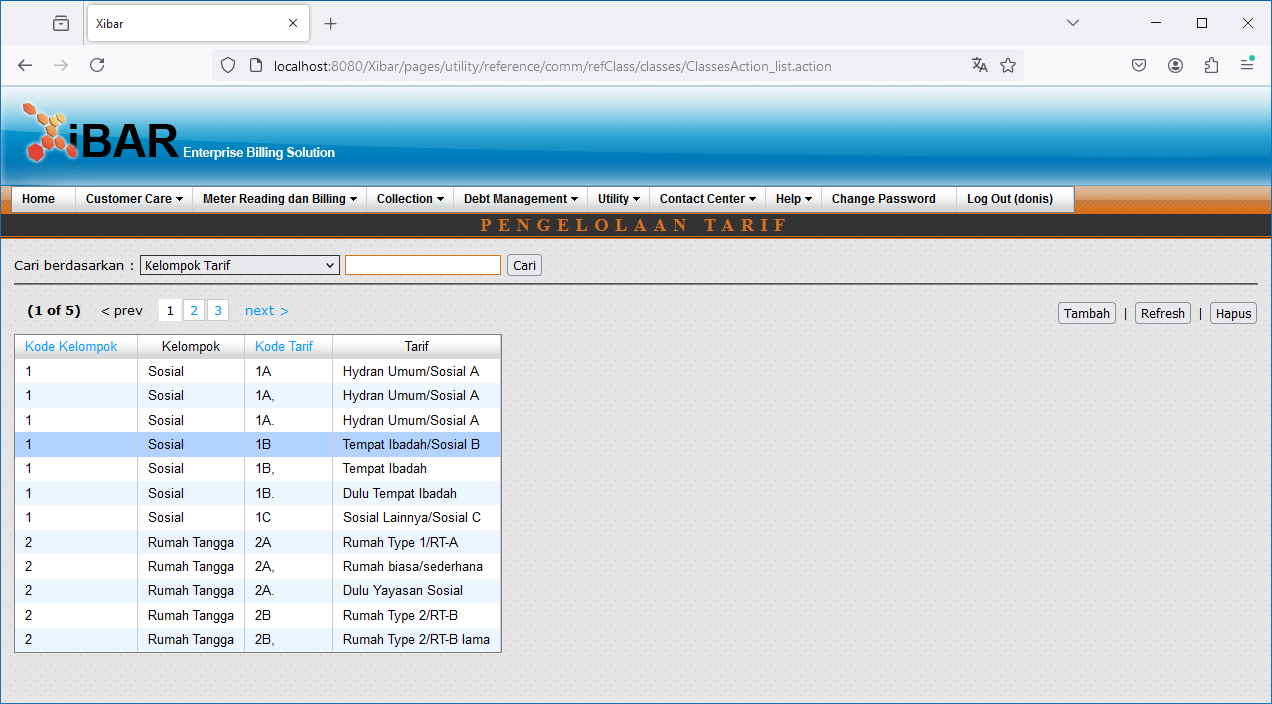 Xibar
localhost:8080/Xibar/pages/utility/reference/comm/refClass/classes/ClassesAction_list.action
XiBAR Enterprise Billing Solution
Home Customer Care Meter Reading dan Billing Collection Debt Management Utility Contact Center Help Change Password Log Out (donis)
PENGELOLAAN TARIF
Cari berdasarkan : Kelompok Tarif Cari
(1 of 5) < prev 1 2 3 next > Tambah | Refresh | Hapus
Kode Kelompok Kelompok Kode Tarif Tarif
1 Sosial 1A Hydran Umum/Sosial A
1 Sosial 1A, Hydran Umum/Sosial A
1 Sosial 1A. Hydran Umum/Sosial A
1 Sosial 1B Tempat Ibadah/Sosial B
1 Sosial 1B, Tempat Ibadah
1 Sosial 1B. Dulu Tempat Ibadah
1 Sosial 1C Sosial Lainnya/Sosial C
2 Rumah Tangga 2A Rumah Type 1/RT-A
2 Rumah Tangga 2A, Rumah biasa/sederhana
2 Rumah Tangga 2A. Dulu Yayasan Sosial
2 Rumah Tangga 2B Rumah Type 2/RT-B
2 Rumah Tangga 2B, Rumah Type 2/RT-B lama